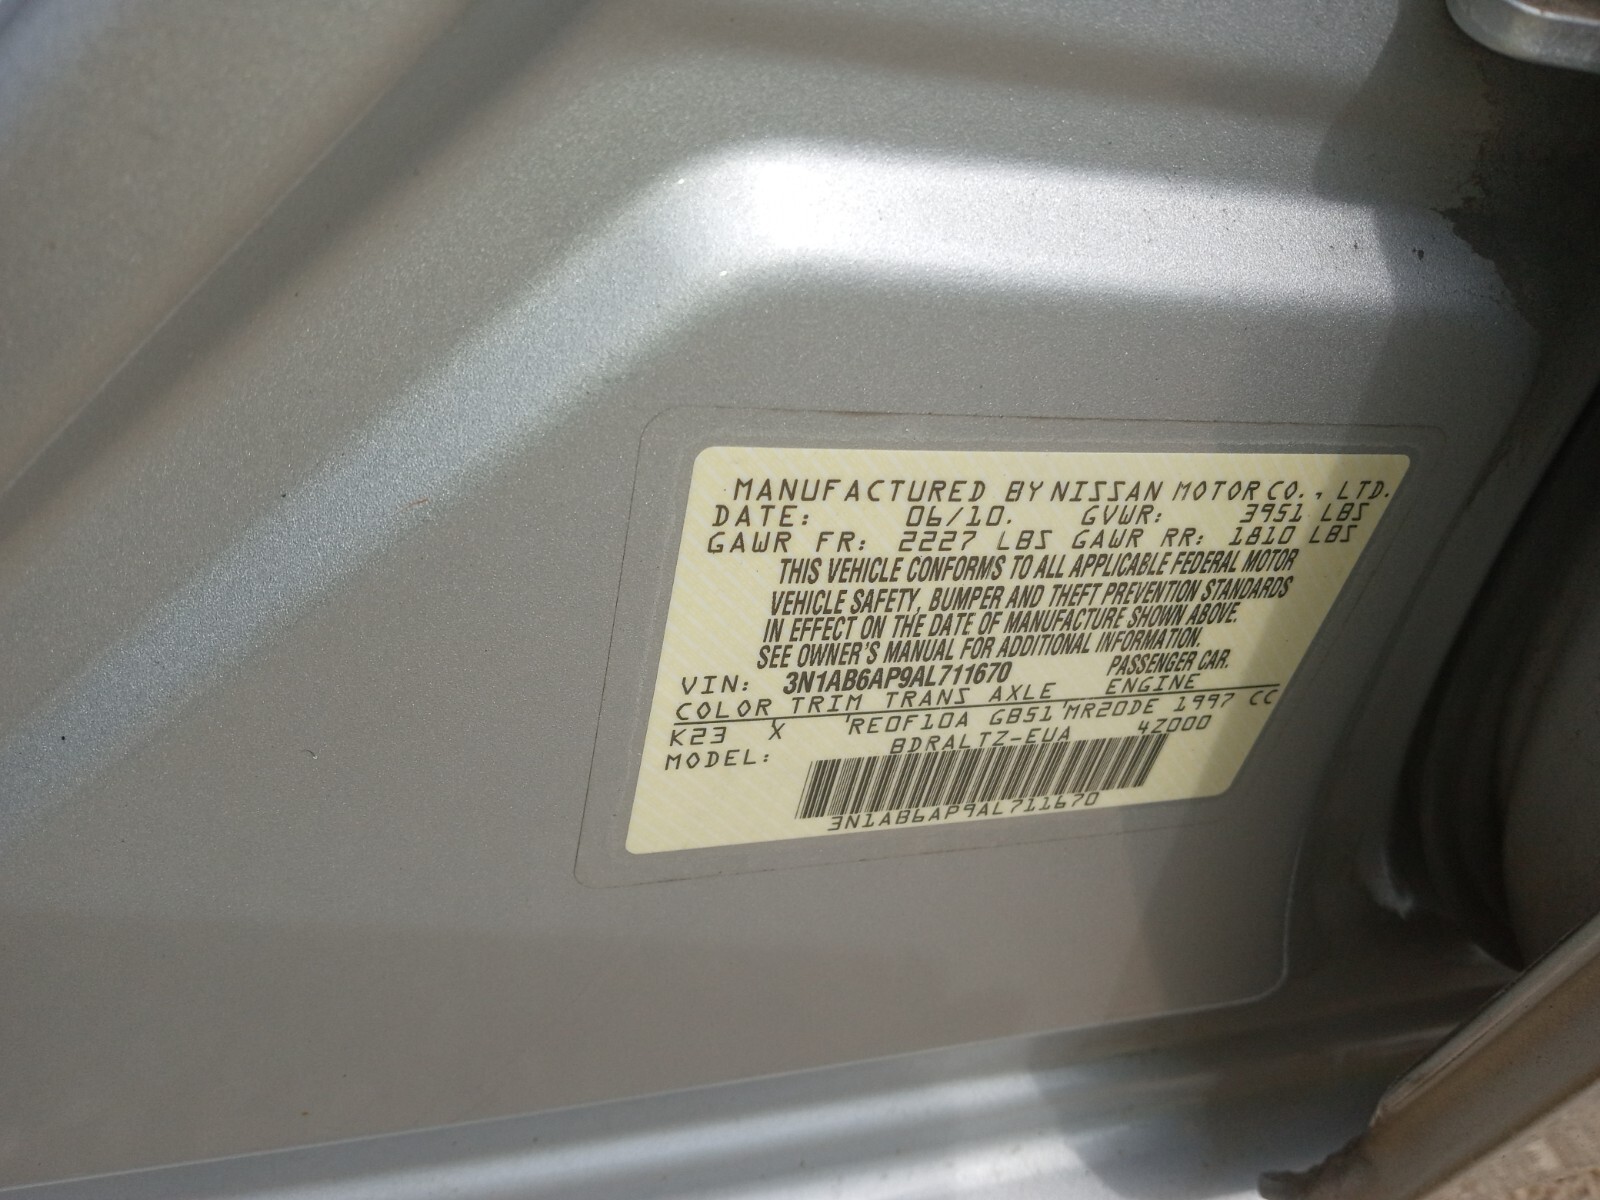 MANUFACTURED BY NISSAN MOTOR CO., LTD.
DATE: 06/10. GVWR: 3951 LBS
GAWR FR: 2227 LBS GAWR RR: 1810 LBS
THIS VEHICLE CONFORMS TO ALL APPLICABLE FEDERAL MOTOR
VEHICLE SAFETY, BUMPER AND THEFT PREVENTION STANDARDS
IN EFFECT ON THE DATE OF MANUFACTURE SHOWN ABOVE.
SEE OWNER'S MANUAL FOR ADDITIONAL INFORMATION.
VIN: 3N1AB6AP9AL711670 PASSENGER CAR.
COLOR TRIM TRANS AXLE ENGINE
K23 X 'RE0F10A GB51'MR20DE 1997 CC
MODEL: BDRALTZ-EUA 4Z000
3N1AB6AP9AL711670